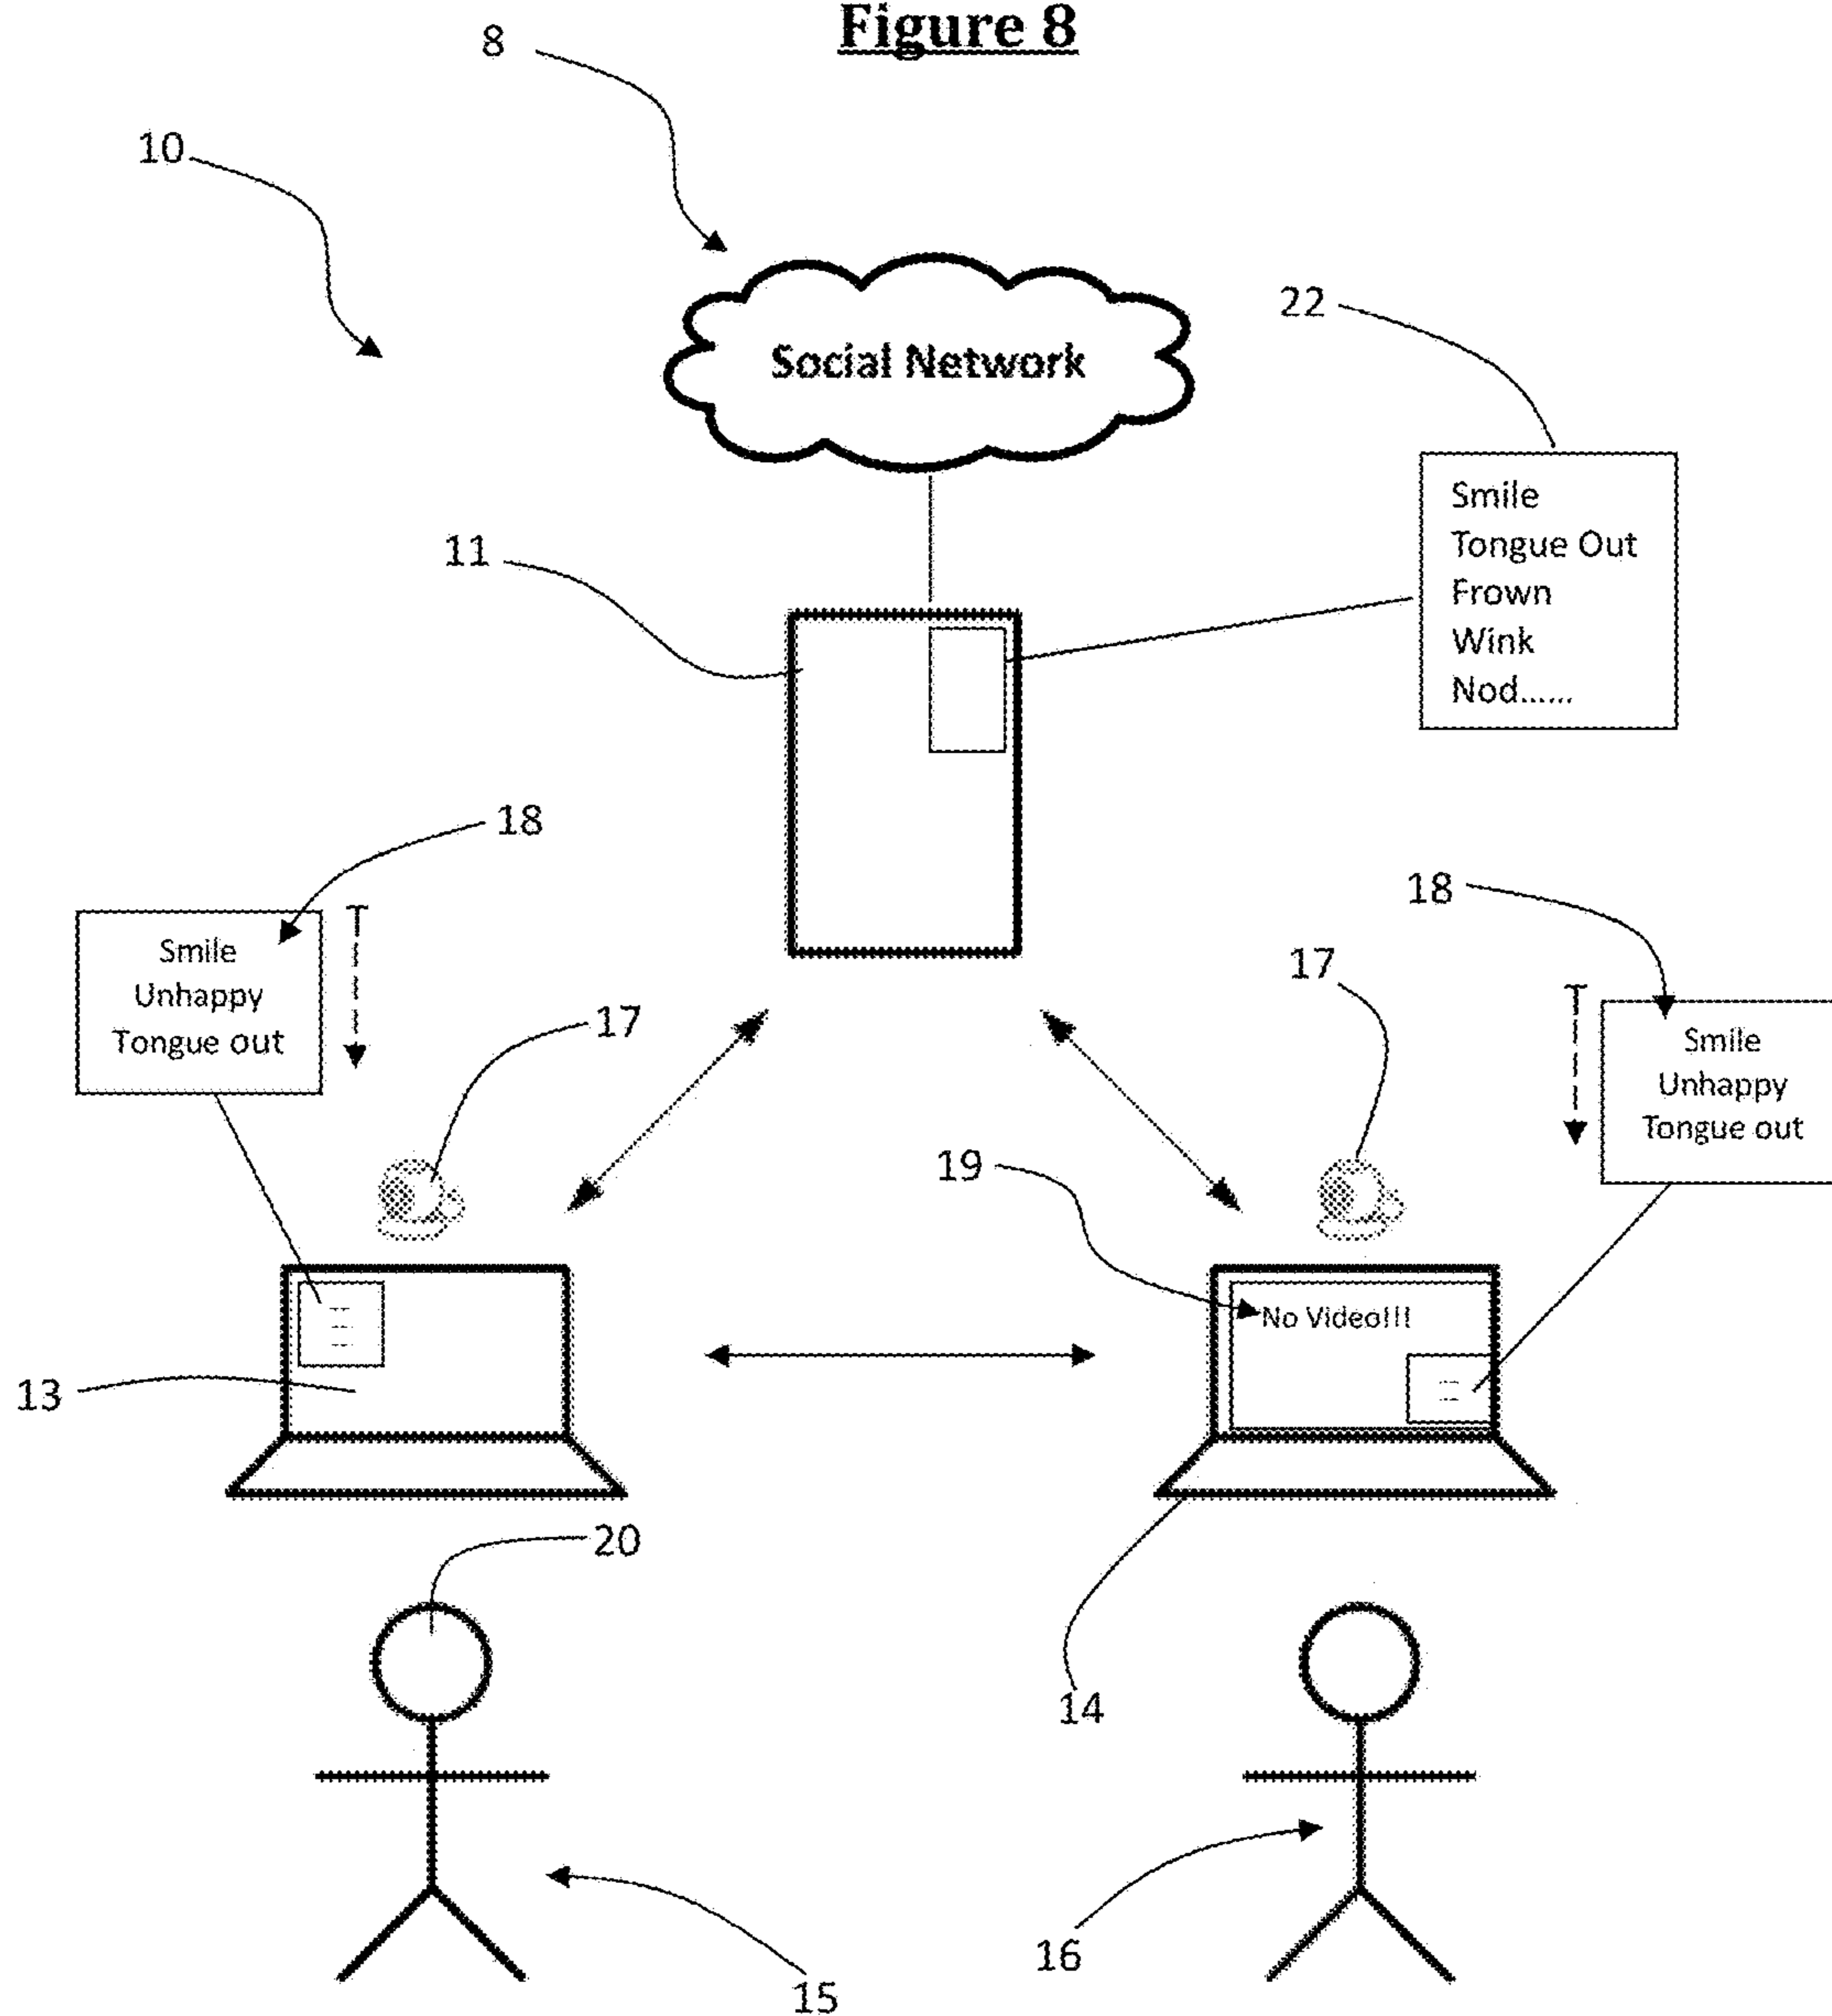 Figure 8
8
10
Social Network
22
Smile
Tongue Out
Frown
Wink
Nod......
11
18
Smile
Unhappy
Tongue out
T
17
18
T
Smile
Unhappy
Tongue out
17
19
No Video!!!
13
20
14
15
16